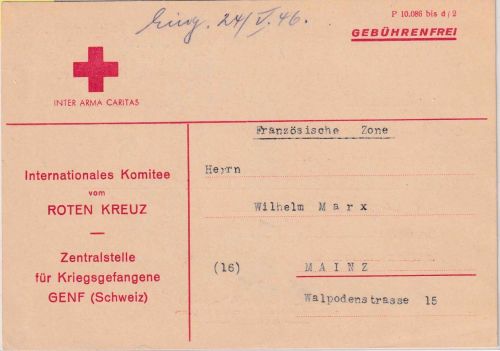 Eing. 24/V.46.
P 10.086 bis d/2
GEBÜHRENFREI
INTER ARMA CARITAS
Französische Zone
Internationales Komitee
vom
ROTEN KREUZ
Zentralstelle
für Kriegsgefangene
GENF (Schweiz)
Herrn
Wilhelm Marx
(16) MAINZ
Walpodenstrasse 15